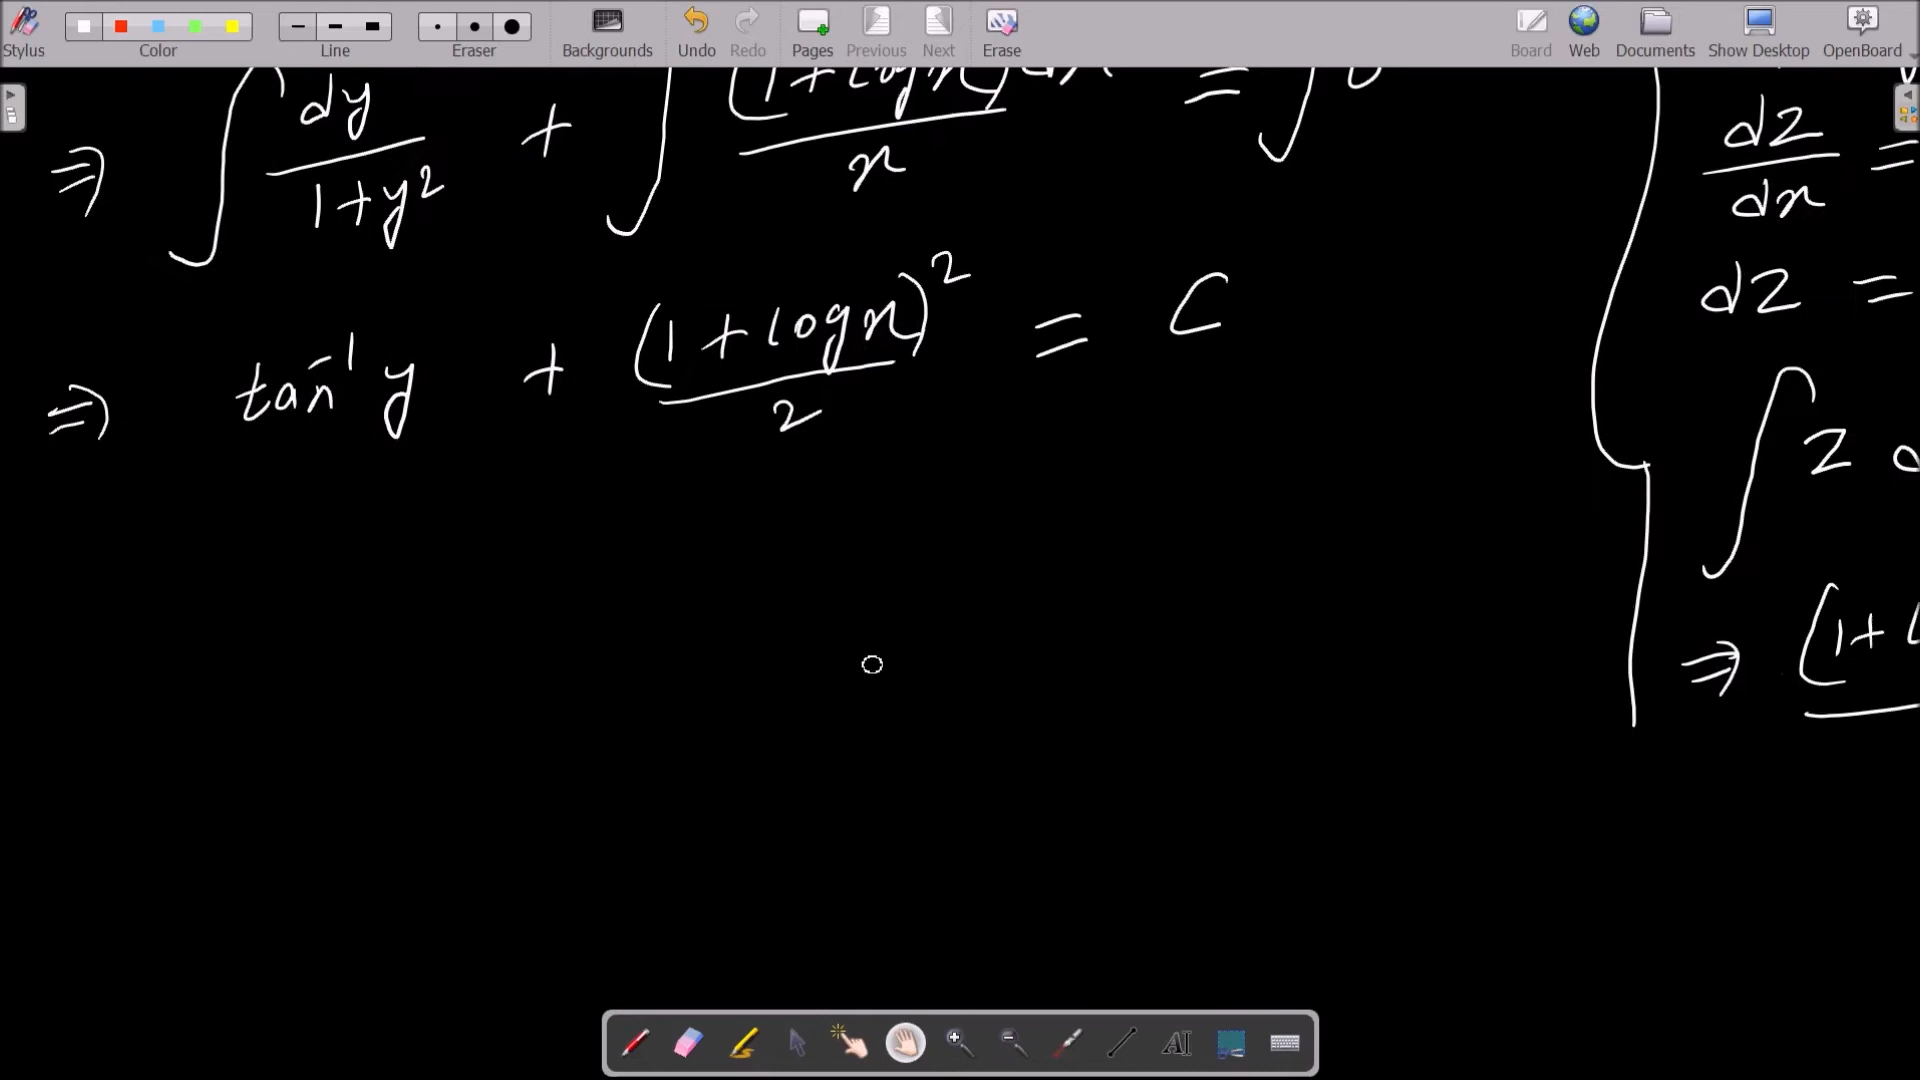 Stylus Color Line Eraser Backgrounds Undo Redo Pages Previous Next Erase Board Web Documents Show Desktop OpenBoard
⇒ ∫ dy/(1+y²) + ∫ (1+logx)/x dx = ∫ 0
⇒ tan⁻¹ y + (1+logx)²/2 = C
dz/dx =
dz =
∫ z d
⇒ (1+